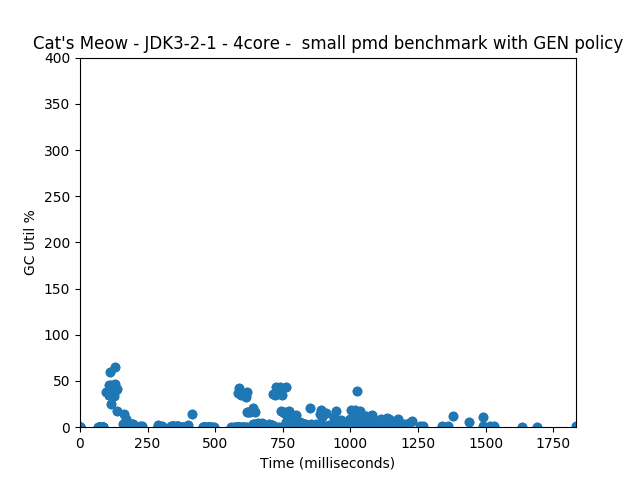 Cat's Meow - JDK3-2-1 - 4core -  small pmd benchmark with GEN policy
400
350
300
250
200
150
100
50
0
GC Util %
0 250 500 750 1000 1250 1500 1750
Time (milliseconds)